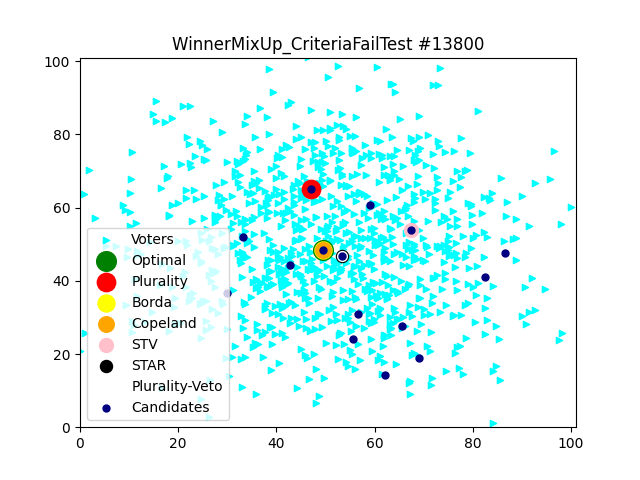 WinnerMixUp_CriteriaFailTest #13800
100
80
60
40
20
0
0
20
40
60
80
100
Voters
Optimal
Plurality
Borda
Copeland
STV
STAR
Plurality-Veto
Candidates